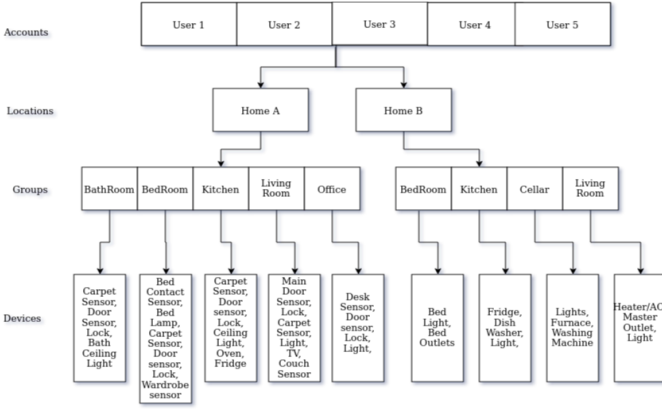 Accounts
User 1
User 2
User 3
User 4
User 5
Locations
Home A
Home B
Groups
BathRoom
BedRoom
Kitchen
Living
Room
Office
BedRoom
Kitchen
Cellar
Living
Room
Devices
Carpet
Sensor,
Door
Sensor,
Lock,
Bath
Ceiling
Light
Bed
Contact
Sensor,
Bed
Lamp,
Carpet
Sensor,
Door
sensor,
Lock,
Wardrobe
sensor
Carpet
Sensor,
Door
sensor,
Lock,
Ceiling
Light,
Oven,
Fridge
Main
Door
Sensor,
Lock,
Carpet
Sensor,
Light,
TV,
Couch
Sensor
Desk
Sensor,
Door
sensor,
Lock,
Light,
Bed
Light,
Bed
Outlets
Fridge,
Dish
Washer,
Light,
Lights,
Furnace,
Washing
Machine
Heater/AC
Master
Outlet,
Light